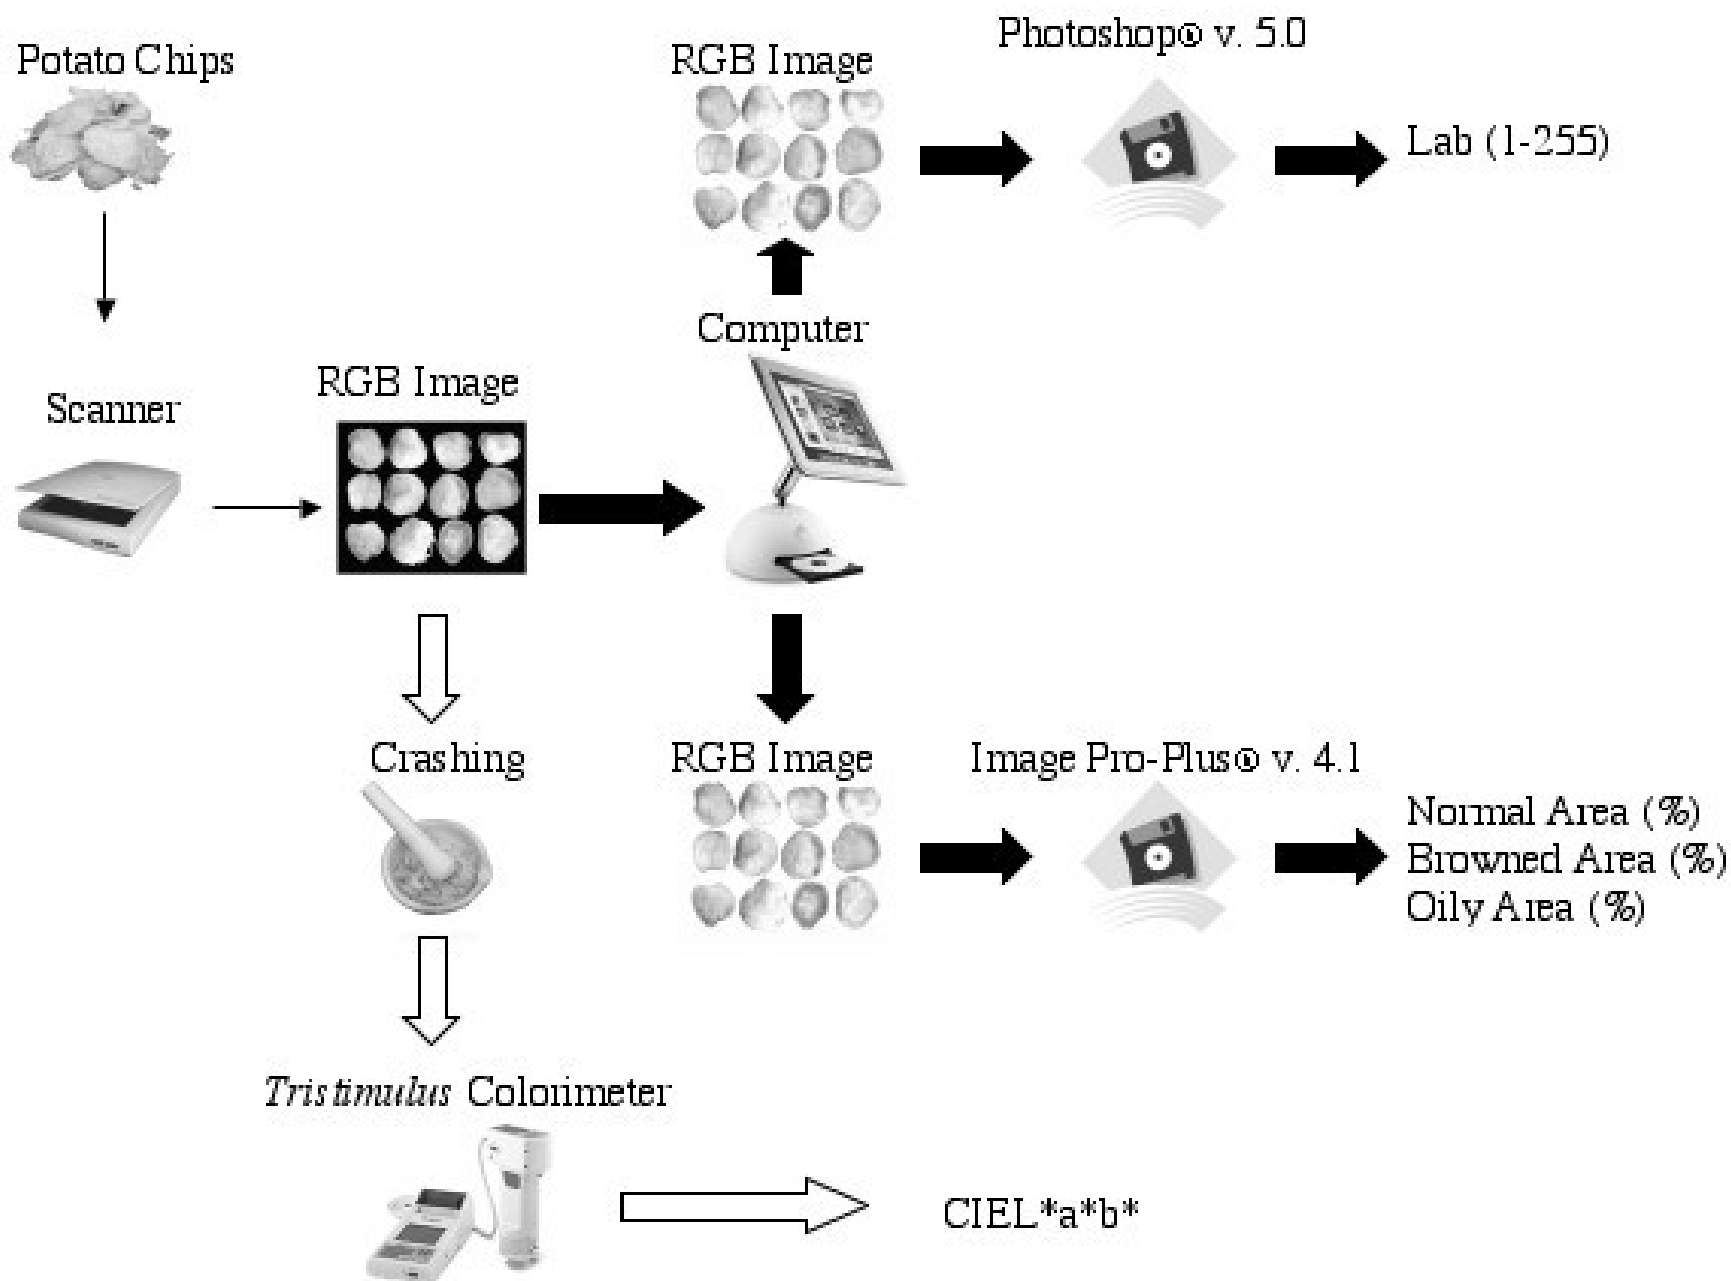 Potato Chips
RGB Image
Photoshop® v. 5.0
Lab (1-255)
Computer
RGB Image
Scanner
Crashing
RGB Image
Image Pro-Plus® v. 4.1
Normal Area (%)
Browned Area (%)
Oily Area (%)
Tristimulus Colorimeter
CIEL*a*b*